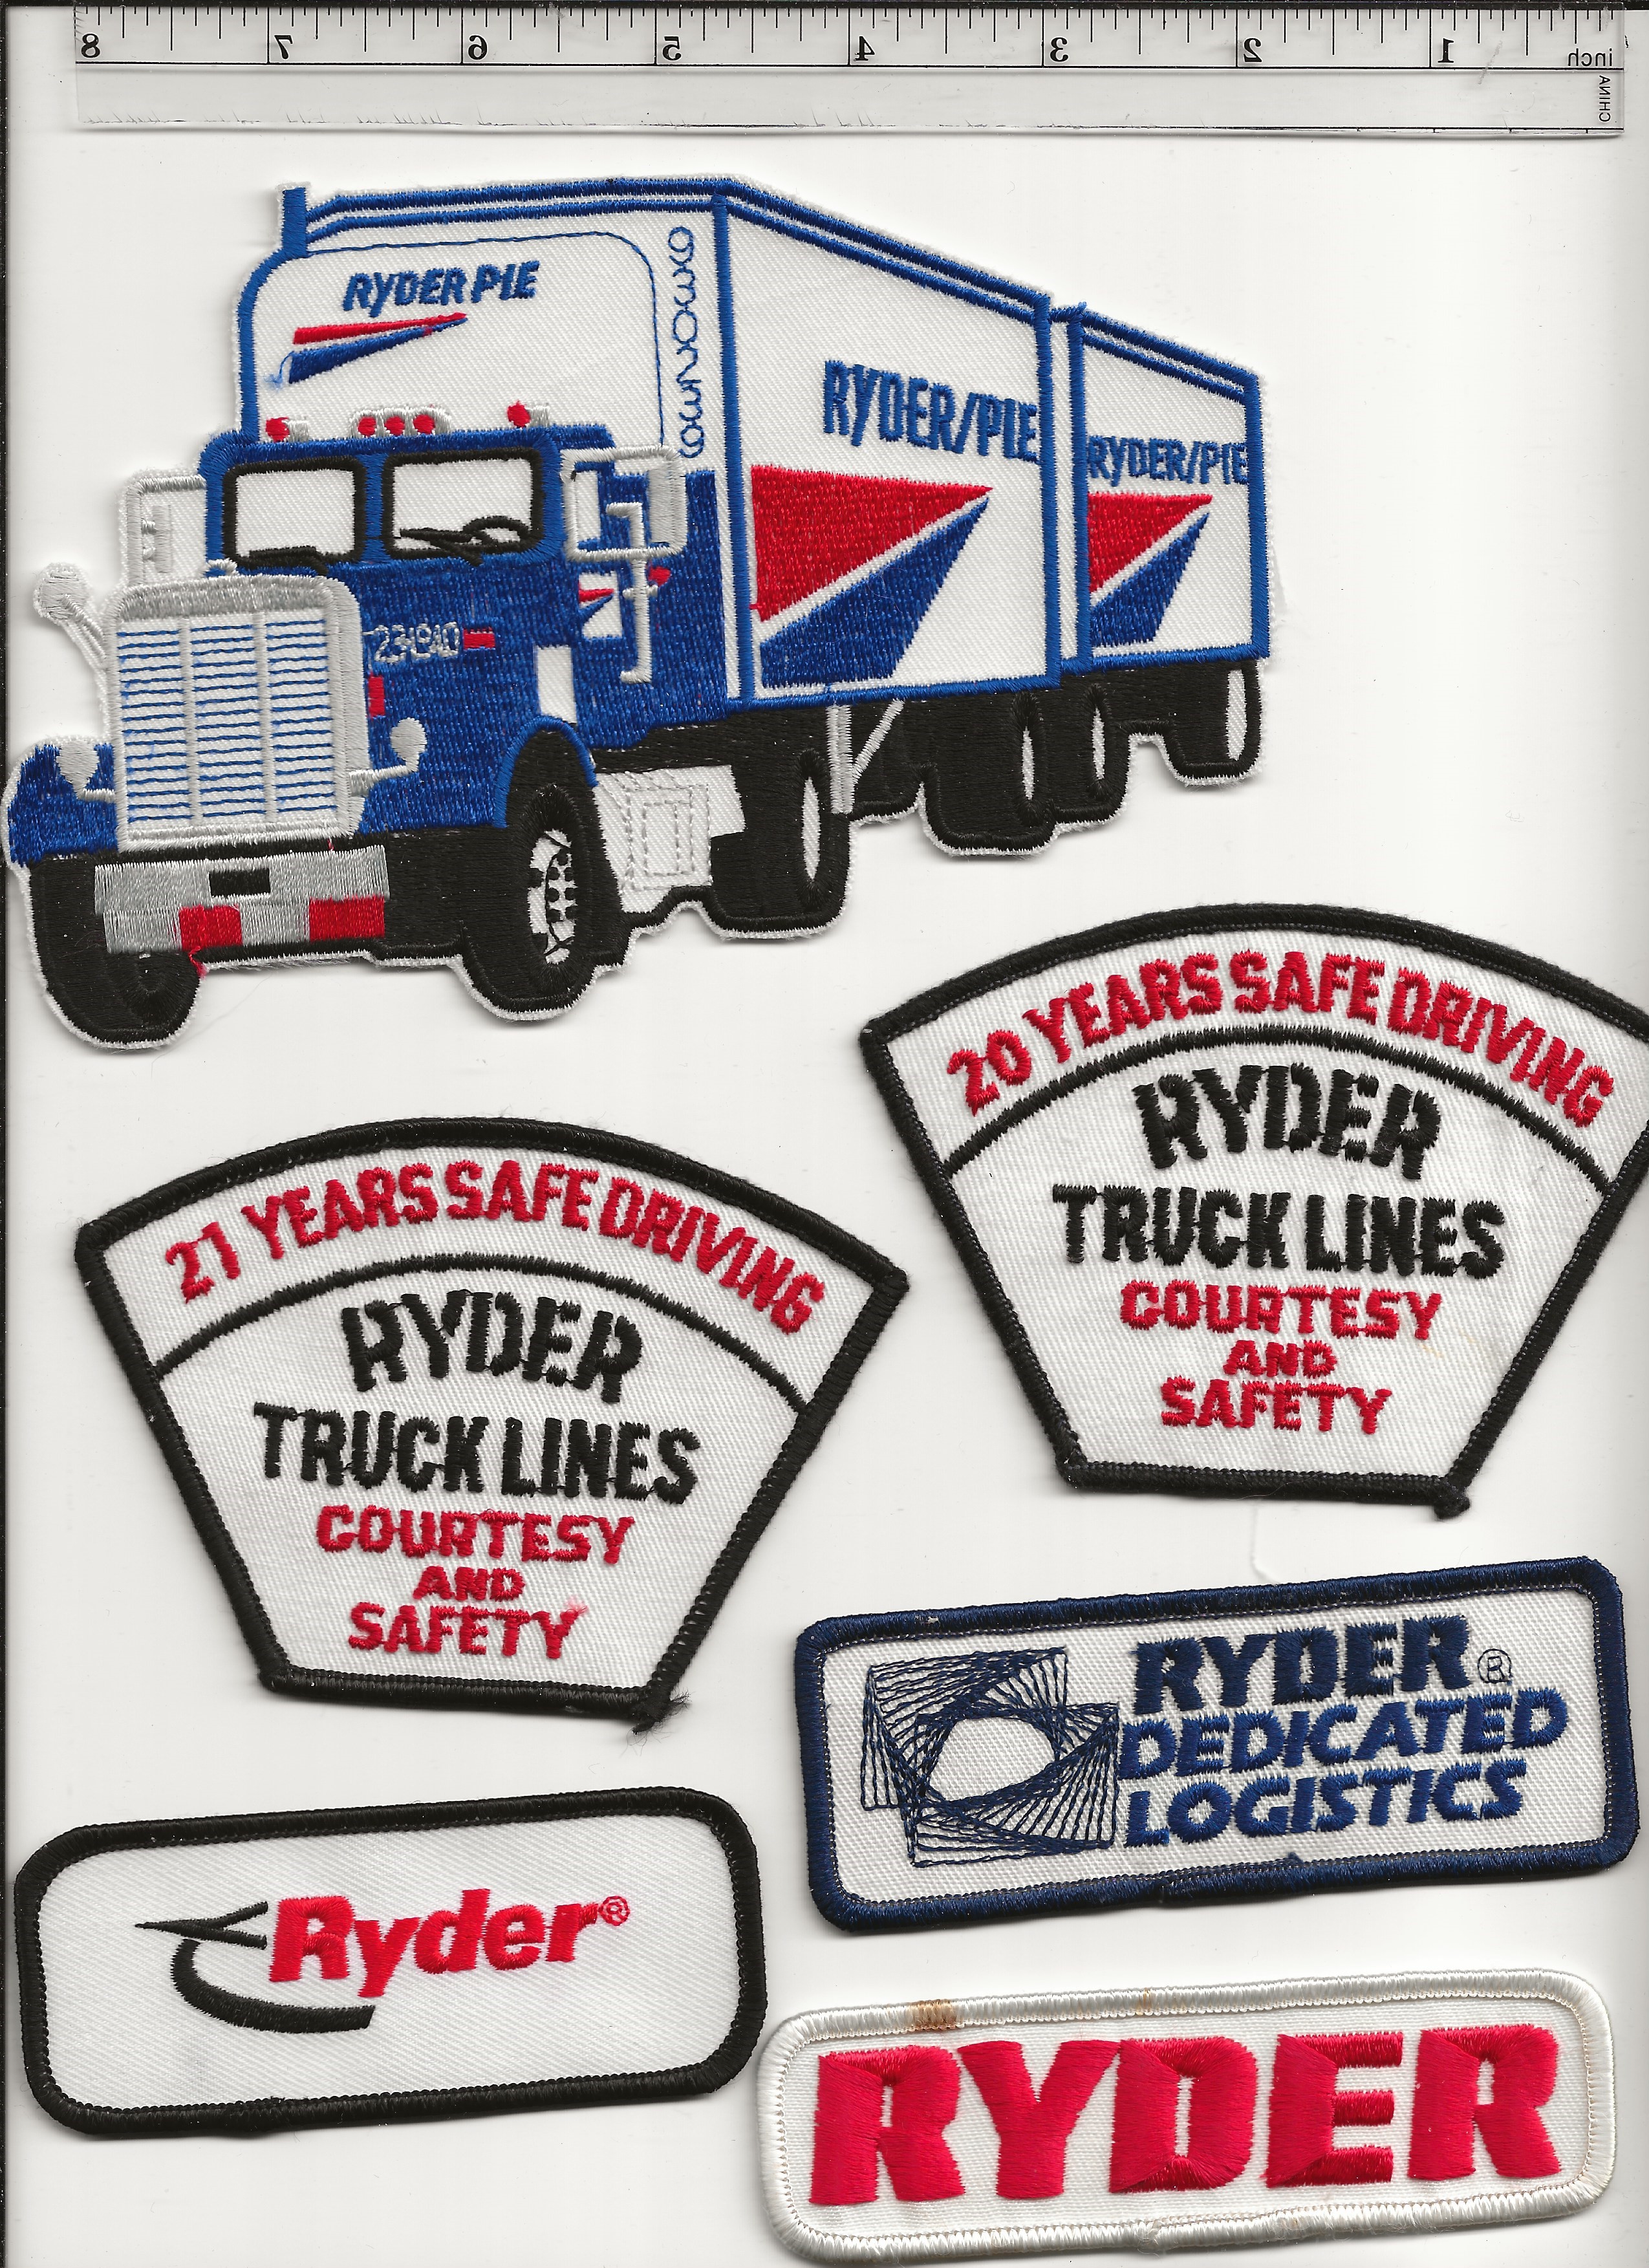 8 7 6 5 4 3 2 1 inch
CHINA
RYDER PIE
RYDER/PIE
RYDER/PIE
20 YEARS SAFE DRIVING
RYDER
TRUCK LINES
COURTESY
AND
SAFETY
21 YEARS SAFE DRIVING
RYDER
TRUCK LINES
COURTESY
AND
SAFETY
RYDER®
DEDICATED
LOGISTICS
Ryder®
RYDER